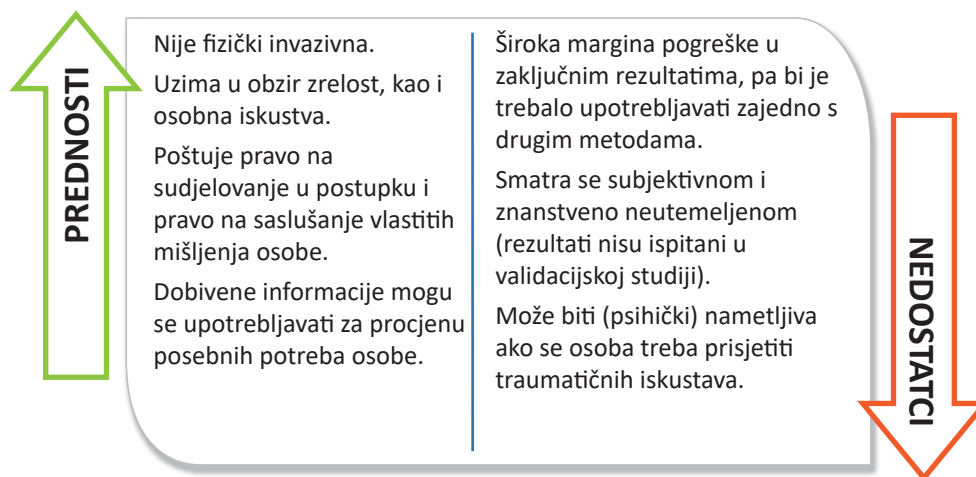 PREDNOSTI
Nije fizički invazivna.
Uzima u obzir zrelost, kao i
osobna iskustva.
Poštuje pravo na
sudjelovanje u postupku i
pravo na saslušanje vlastitih
mišljenja osobe.
Dobivene informacije mogu
se upotrebljavati za procjenu
posebnih potreba osobe.
Široka margina pogreške u
zaključnim rezultatima, pa bi je
trebalo upotrebljavati zajedno s
drugim metodama.
Smatra se subjektivnom i
znanstveno neutemeljenom
(rezultati nisu ispitani u
validacijskoj studiji).
Može biti (psihički) nametljiva
ako se osoba treba prisjetiti
traumatičnih iskustava.
NEDOSTATCI